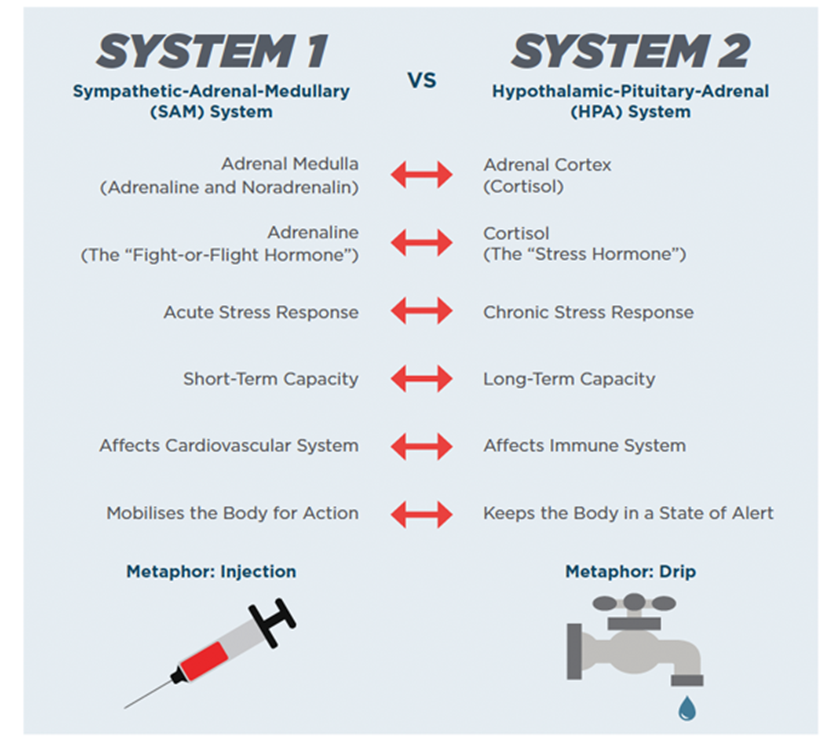 SYSTEM 1
Sympathetic-Adrenal-Medullary
(SAM) System
VS
SYSTEM 2
Hypothalamic-Pituitary-Adrenal
(HPA) System
Adrenal Medulla
(Adrenaline and Noradrenalin)
Adrenal Cortex
(Cortisol)
Adrenaline
(The “Fight-or-Flight Hormone”)
Cortisol
(The “Stress Hormone”)
Acute Stress Response
Chronic Stress Response
Short-Term Capacity
Long-Term Capacity
Affects Cardiovascular System
Affects Immune System
Mobilises the Body for Action
Keeps the Body in a State of Alert
Metaphor: Injection
Metaphor: Drip